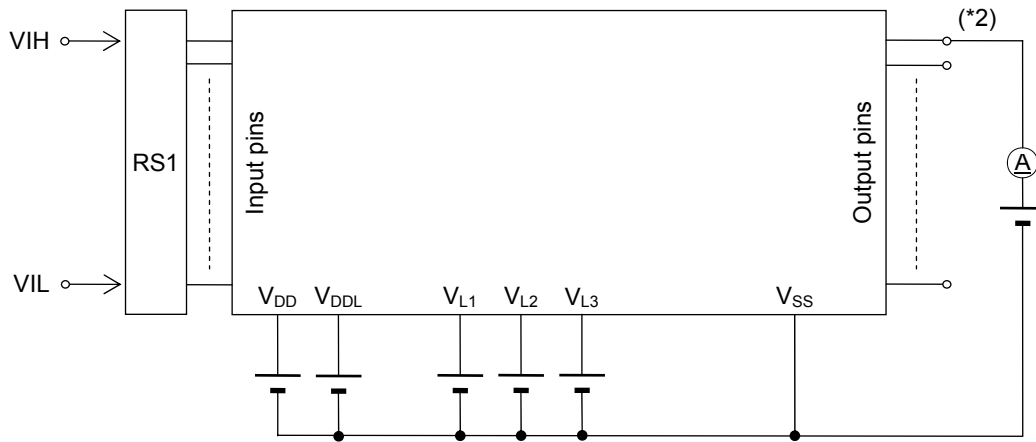 VIH
(*2)
RS1
Input pins
Output pins
A
VIL
VDD
VDDL
VL1
VL2
VL3
VSS